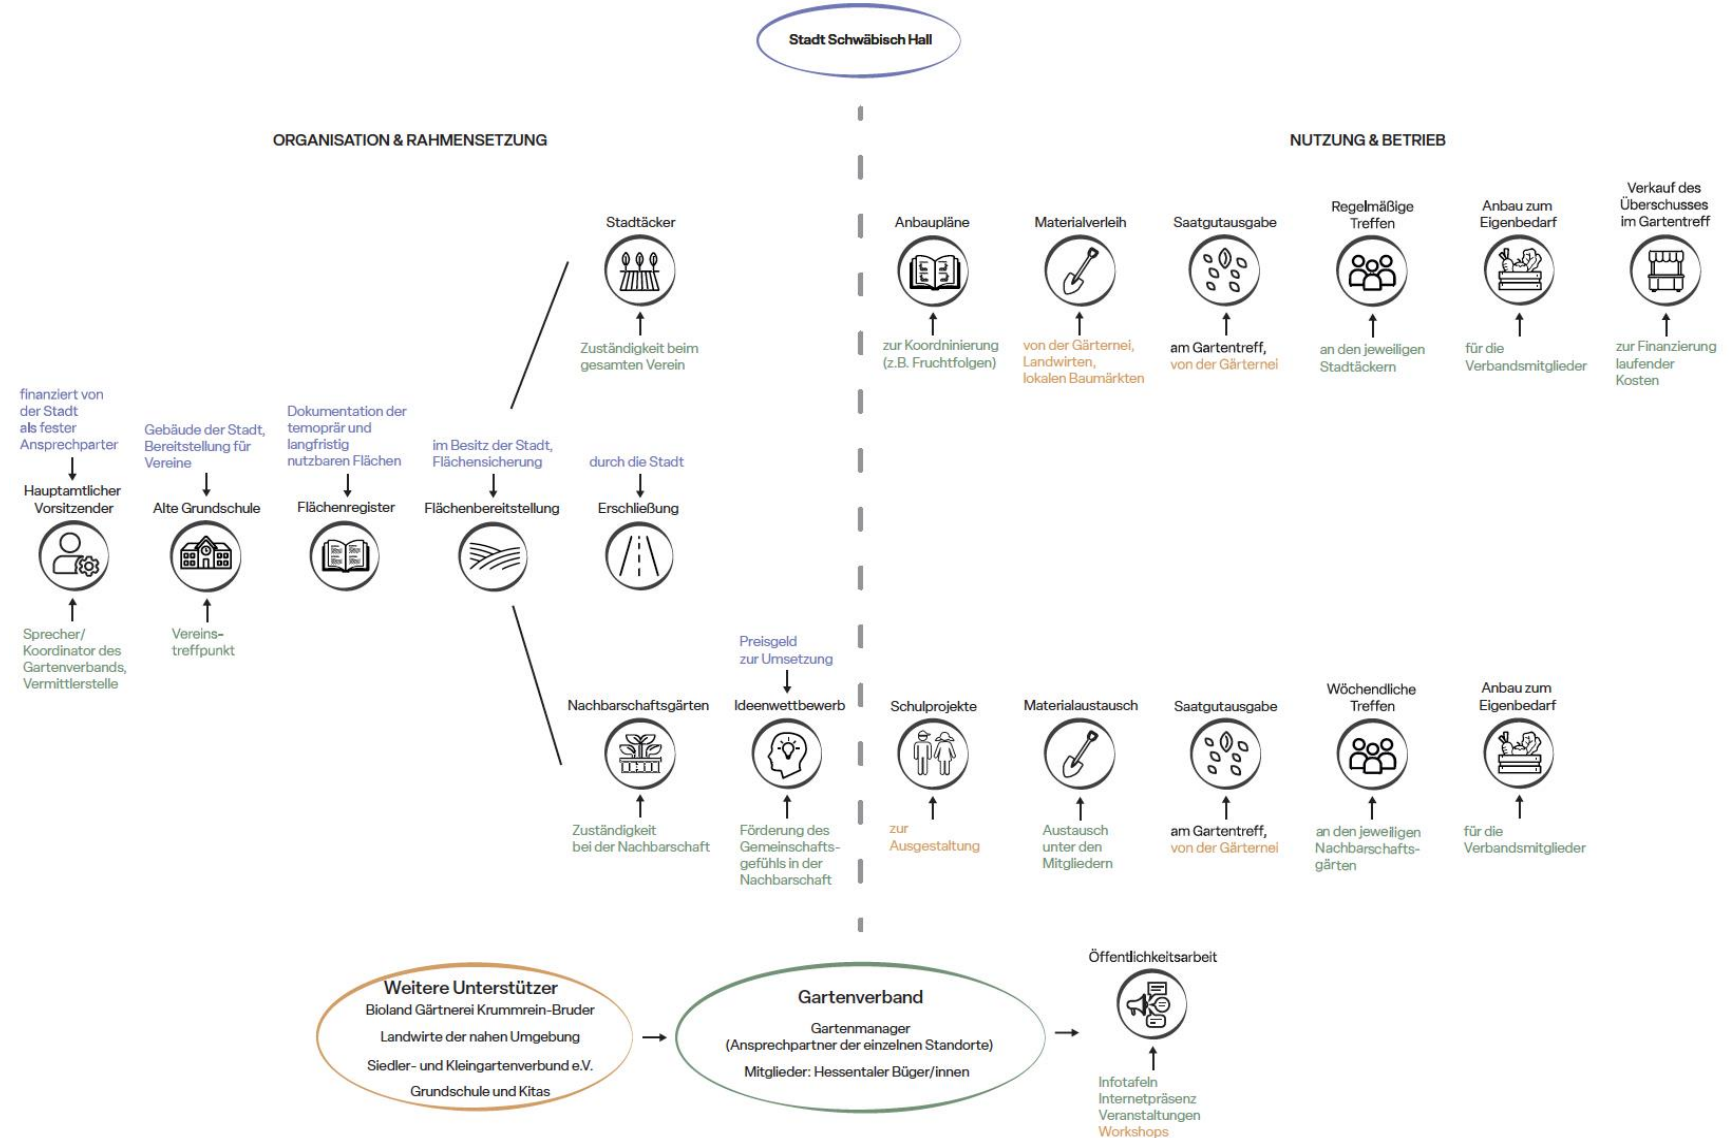 Stadt Schwäbisch Hall
ORGANISATION & RAHMENSETZUNG
NUTZUNG & BETRIEB
Stadtäcker
Zuständigkeit beim
gesamten Verein
Anbaupläne
zur Koordninierung
(z.B. Fruchtfolgen)
Materialverleih
von der Gärternei,
Landwirten,
lokalen Baumärkten
Saatgutausgabe
am Gartentreff,
von der Gärternei
Regelmäßige
Treffen
an den jeweiligen
Stadtäckern
Anbau zum
Eigenbedarf
für die
Verbandsmitglieder
Verkauf des
Überschusses
im Gartentreff
zur Finanzierung
laufender
Kosten
finanziert von
der Stadt
als fester
Ansprechparter
Hauptamtlicher
Vorsitzender
Sprecher/
Koordinator des
Gartenverbands,
Vermittlerstelle
Gebäude der Stadt,
Bereitstellung für
Vereine
Alte Grundschule
Vereins-
treffpunkt
Dokumentation der
temoprär und
langfristig
nutzbaren Flächen
Flächenregister
im Besitz der Stadt,
Flächensicherung
Flächenbereitstellung
durch die Stadt
Erschließung
Nachbarschaftsgärten
Zuständigkeit
bei der Nachbarschaft
Preisgeld
zur Umsetzung
Ideenwettbewerb
Förderung des
Gemeinschafts-
gefühls in der
Nachbarschaft
Schulprojekte
zur
Ausgestaltung
Materialaustausch
Austausch
unter den
Mitgliedern
Saatgutausgabe
am Gartentreff,
von der Gärternei
Wöchendliche
Treffen
an den jeweiligen
Nachbarschafts-
gärten
Anbau zum
Eigenbedarf
für die
Verbandsmitglieder
Weitere Unterstützer
Bioland Gärtnerei Krummrein-Bruder
Landwirte der nahen Umgebung
Siedler- und Kleingartenverbund e.V.
Grundschule und Kitas
Gartenverband
Gartenmanager
(Ansprechpartner der einzelnen Standorte)
Mitglieder: Hessentaler Büger/innen
Öffentlichkeitsarbeit
Infotafeln
Internetpräsenz
Veranstaltungen
Workshops